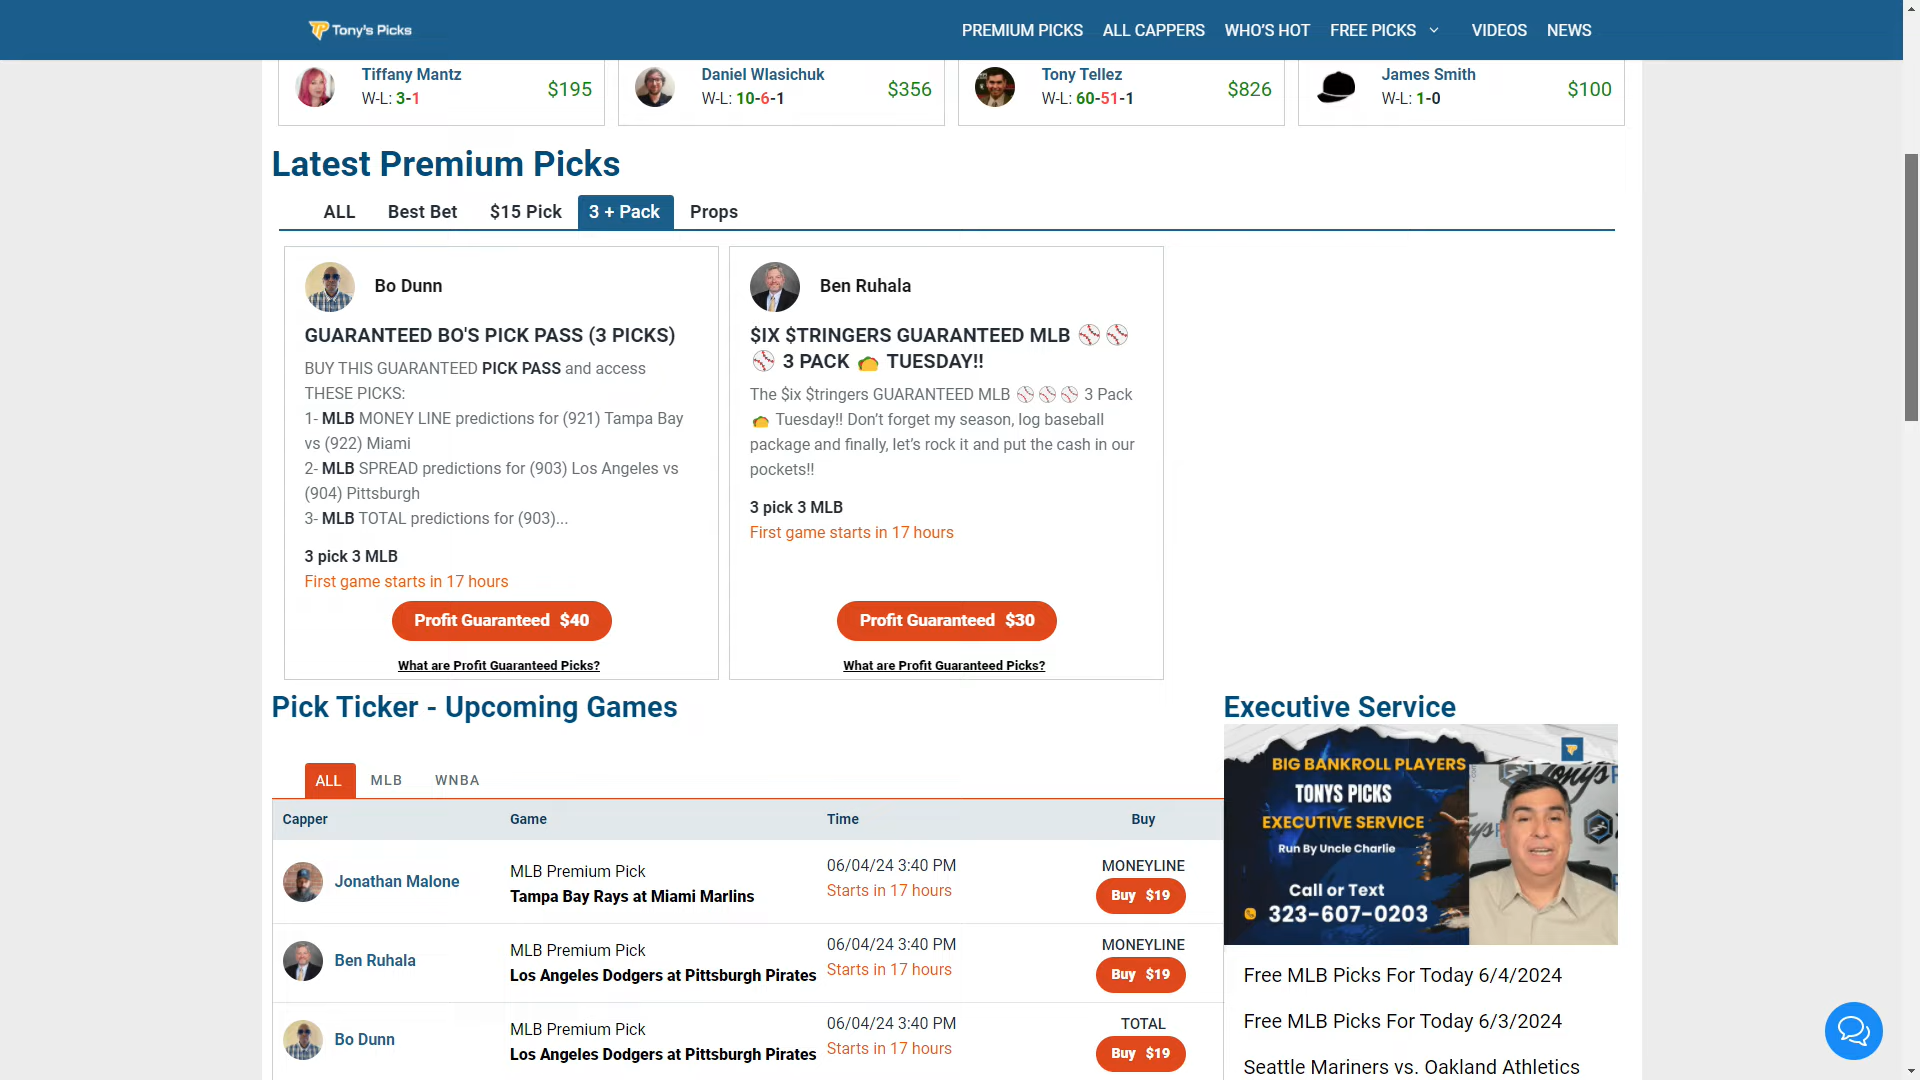 Tony's Picks
PREMIUM PICKS ALL CAPPERS WHO'S HOT FREE PICKS VIDEOS NEWS
Tiffany Mantz
W-L: 3-1
$195
Daniel Wlasichuk
W-L: 10-6-1
$356
Tony Tellez
W-L: 60-51-1
$826
James Smith
W-L: 1-0
$100
Latest Premium Picks
ALL Best Bet $15 Pick 3 + Pack Props
Bo Dunn
GUARANTEED BO'S PICK PASS (3 PICKS)
BUY THIS GUARANTEED PICK PASS and access
THESE PICKS:
1- MLB MONEY LINE predictions for (921) Tampa Bay
vs (922) Miami
2- MLB SPREAD predictions for (903) Los Angeles vs
(904) Pittsburgh
3- MLB TOTAL predictions for (903)...
3 pick 3 MLB
First game starts in 17 hours
Profit Guaranteed $40
What are Profit Guaranteed Picks?
Ben Ruhala
$IX $TRINGERS GUARANTEED MLB ⚾⚾
⚾ 3 PACK 🌮 TUESDAY!!
The $ix $tringers GUARANTEED MLB ⚾⚾⚾ 3 Pack
🌮 Tuesday!! Don't forget my season, log baseball
package and finally, let's rock it and put the cash in our
pockets!!
3 pick 3 MLB
First game starts in 17 hours
Profit Guaranteed $30
What are Profit Guaranteed Picks?
Pick Ticker - Upcoming Games
ALL MLB WNBA
Capper Game Time Buy
Jonathan Malone
MLB Premium Pick
Tampa Bay Rays at Miami Marlins
06/04/24 3:40 PM
Starts in 17 hours
MONEYLINE
Buy $19
Ben Ruhala
MLB Premium Pick
Los Angeles Dodgers at Pittsburgh Pirates
06/04/24 3:40 PM
Starts in 17 hours
MONEYLINE
Buy $19
Bo Dunn
MLB Premium Pick
Los Angeles Dodgers at Pittsburgh Pirates
06/04/24 3:40 PM
Starts in 17 hours
TOTAL
Buy $19
Executive Service
BIG BANKROLL PLAYERS
TONYS PICKS
EXECUTIVE SERVICE
Run By Uncle Charlie
Call or Text
323-607-0203
Free MLB Picks For Today 6/4/2024
Free MLB Picks For Today 6/3/2024
Seattle Mariners vs. Oakland Athletics